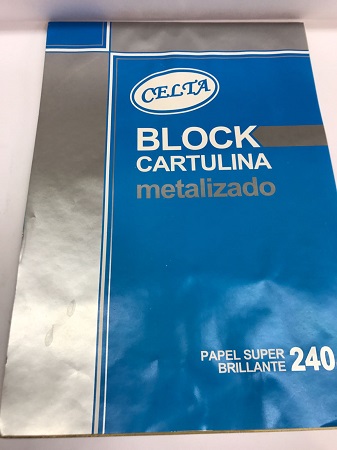 CELTA
BLOCK
CARTULINA
metalizado
PAPEL SUPER
BRILLANTE 240